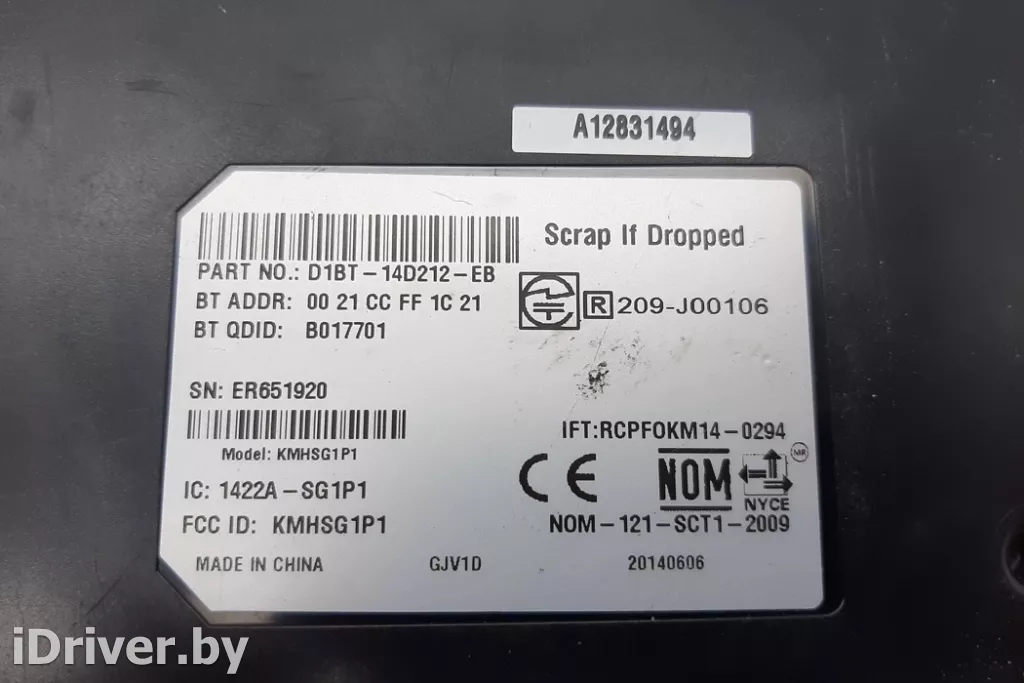 A12831494
Scrap If Dropped
PART NO.: D1BT-14D212-EB
BT ADDR: 00 21 CC FF 1C 21
R 209-J00106
BT QDID: B017701
SN: ER651920
IFT:RCPFOKM14-0294
Model: KMHSG1P1
CE
NOM
MR
NYCE
IC: 1422A-SG1P1
FCC ID: KMHSG1P1
NOM-121-SCT1-2009
MADE IN CHINA
GJV1D
20140606
iDriver.by